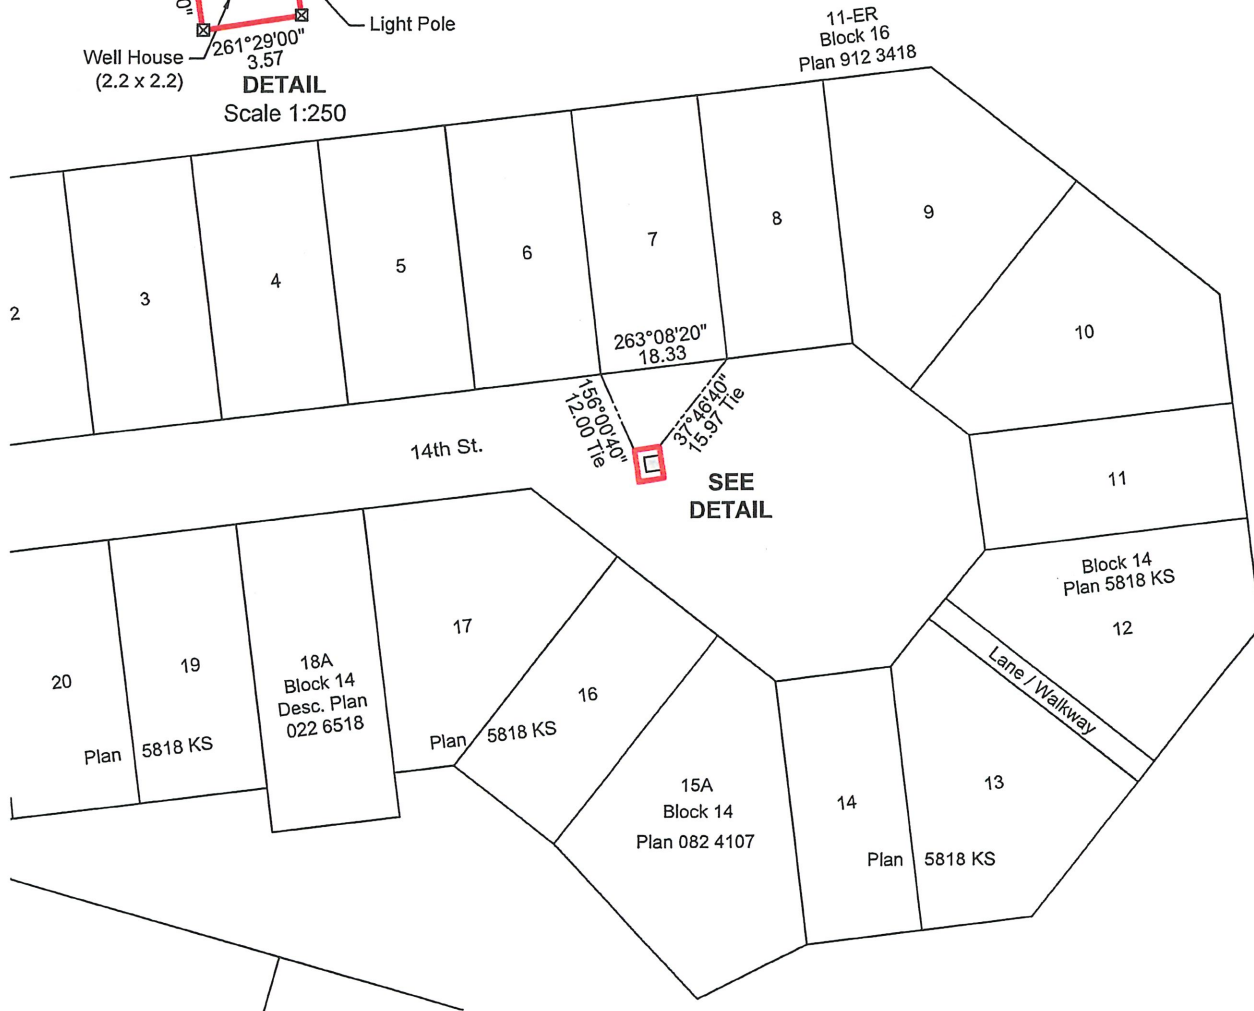 0"
Light Pole
Well House
(2.2 x 2.2)
261°29'00"
3.57
DETAIL
Scale 1:250
11-ER
Block 16
Plan 912 3418
2
3
4
5
6
7
8
9
10
263°08'20"
18.33
156°00'40"
12.00 Tie
37°46'40"
15.97 Tie
14th St.
SEE
DETAIL
11
Block 14
Plan 5818 KS
12
Lane / Walkway
20
19
Plan 5818 KS
18A
Block 14
Desc. Plan
022 6518
17
16
Plan 5818 KS
15A
Block 14
Plan 082 4107
14
13
Plan 5818 KS